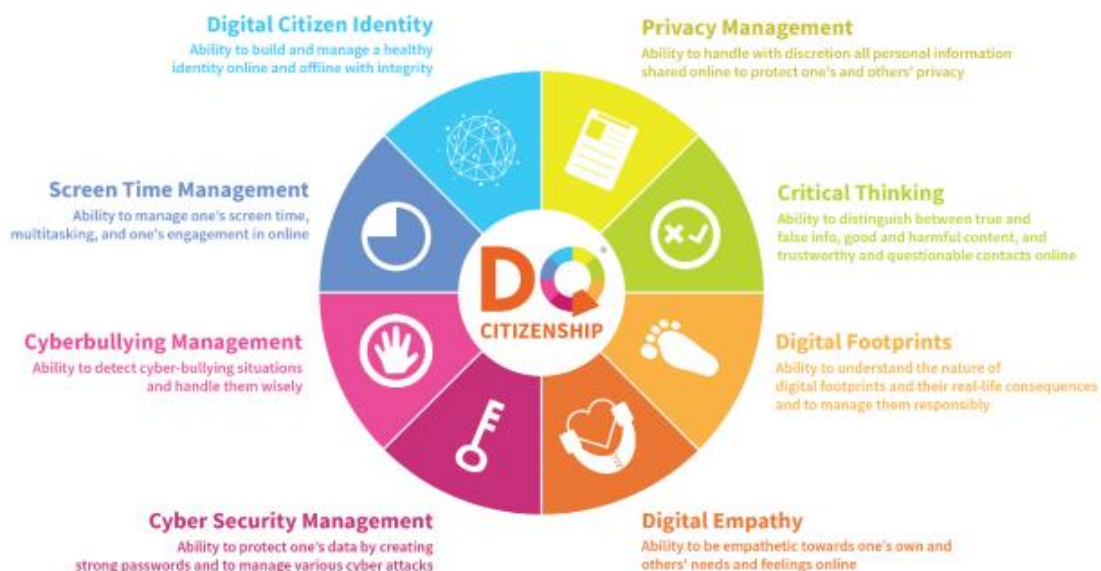 Digital Citizen Identity
Ability to build and manage a healthy
identity online and offline with integrity
Privacy Management
Ability to handle with discretion all personal information
shared online to protect one's and others' privacy
Screen Time Management
Ability to manage one's screen time,
multitasking, and one's engagement in online
Critical Thinking
Ability to distinguish between true and
false info, good and harmful content, and
trustworthy and questionable contacts online
DQ
®
CITIZENSHIP
Cyberbullying Management
Ability to detect cyber-bullying situations
and handle them wisely
Digital Footprints
Ability to understand the nature of
digital footprints and their real-life consequences
and to manage them responsibly
Cyber Security Management
Ability to protect one's data by creating
strong passwords and to manage various cyber attacks
Digital Empathy
Ability to be empathetic towards one's own and
others' needs and feelings online